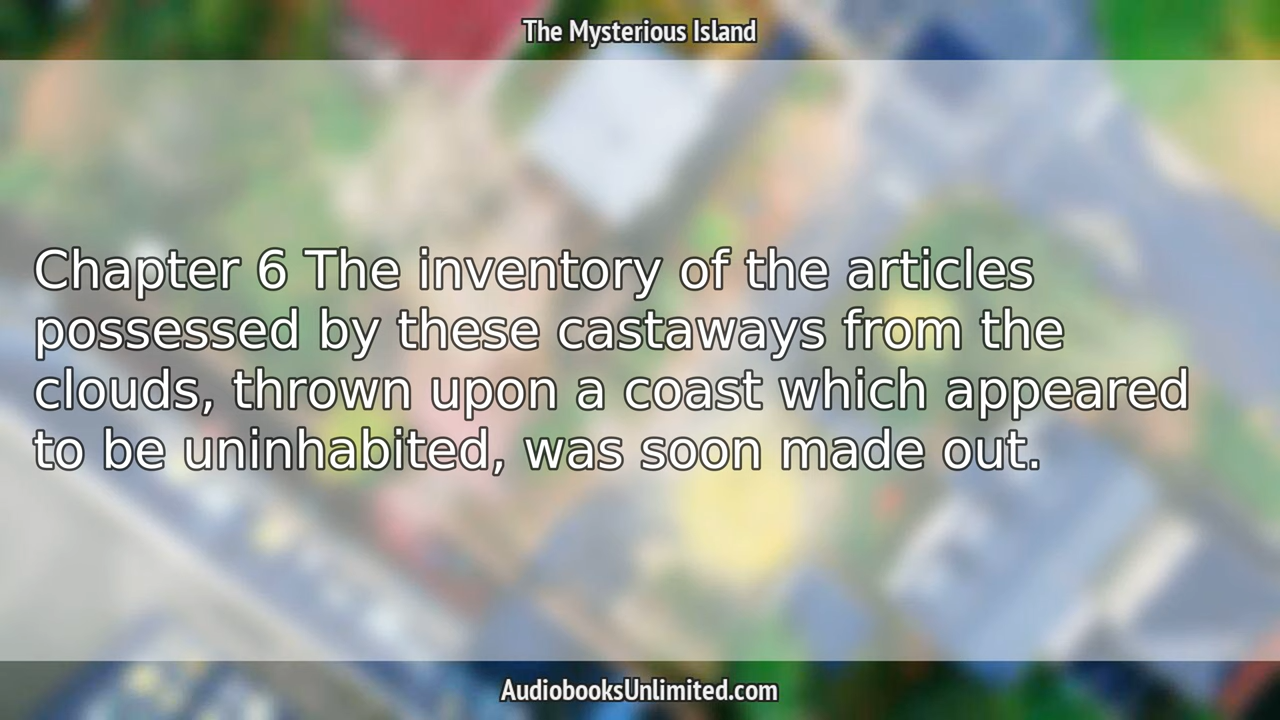 The Mysterious Island
Chapter 6 The inventory of the articles
possessed by these castaways from the
clouds, thrown upon a coast which appeared
to be uninhabited, was soon made out.
AudiobooksUnlimited.com